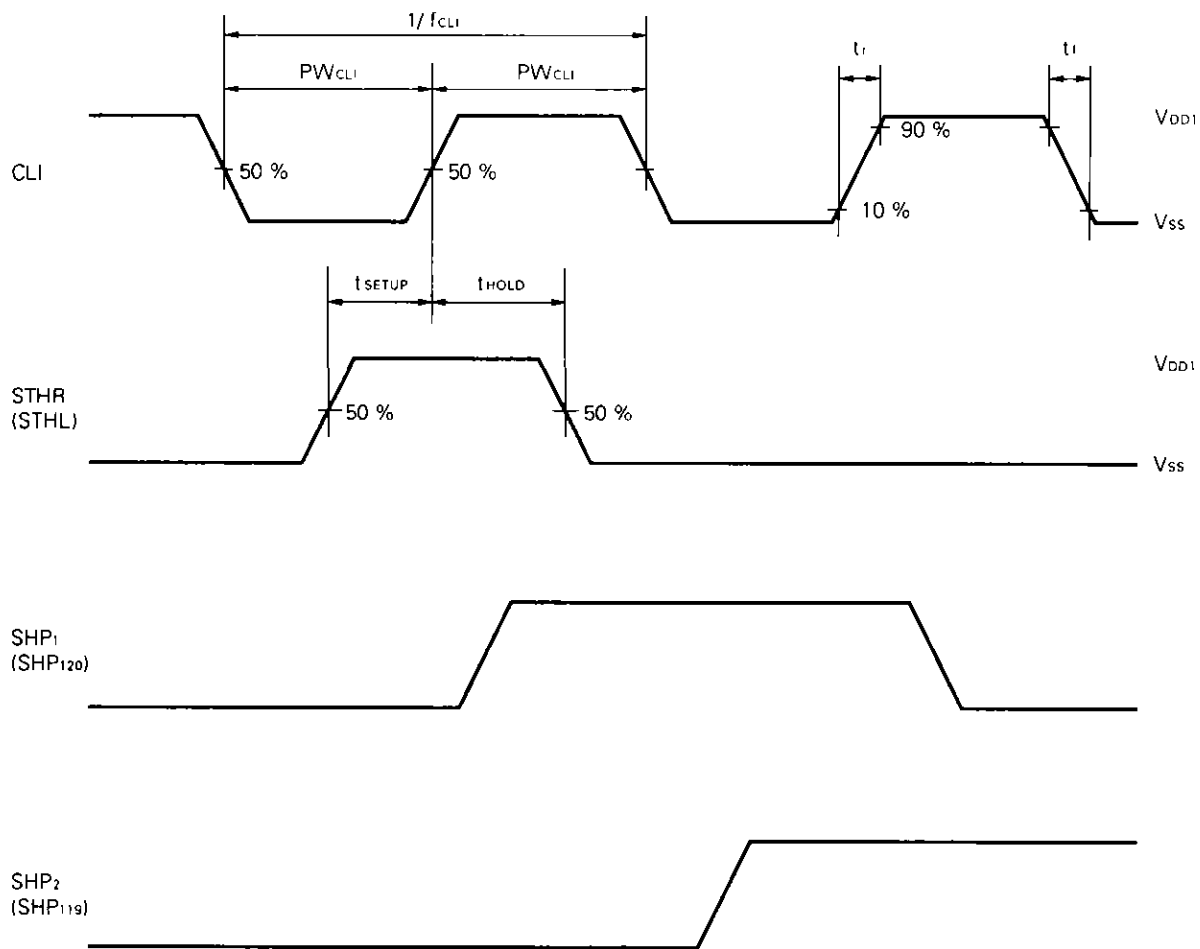 1/fCLI
PWCLI PWCLI tr tf
CLI 50 % 50 % 90 % 10 % VDD1 VSS
tSETUP tHOLD
STHR 50 % 50 % VDD1
(STHL) VSS
SHP1
(SHP120)
SHP2
(SHP119)